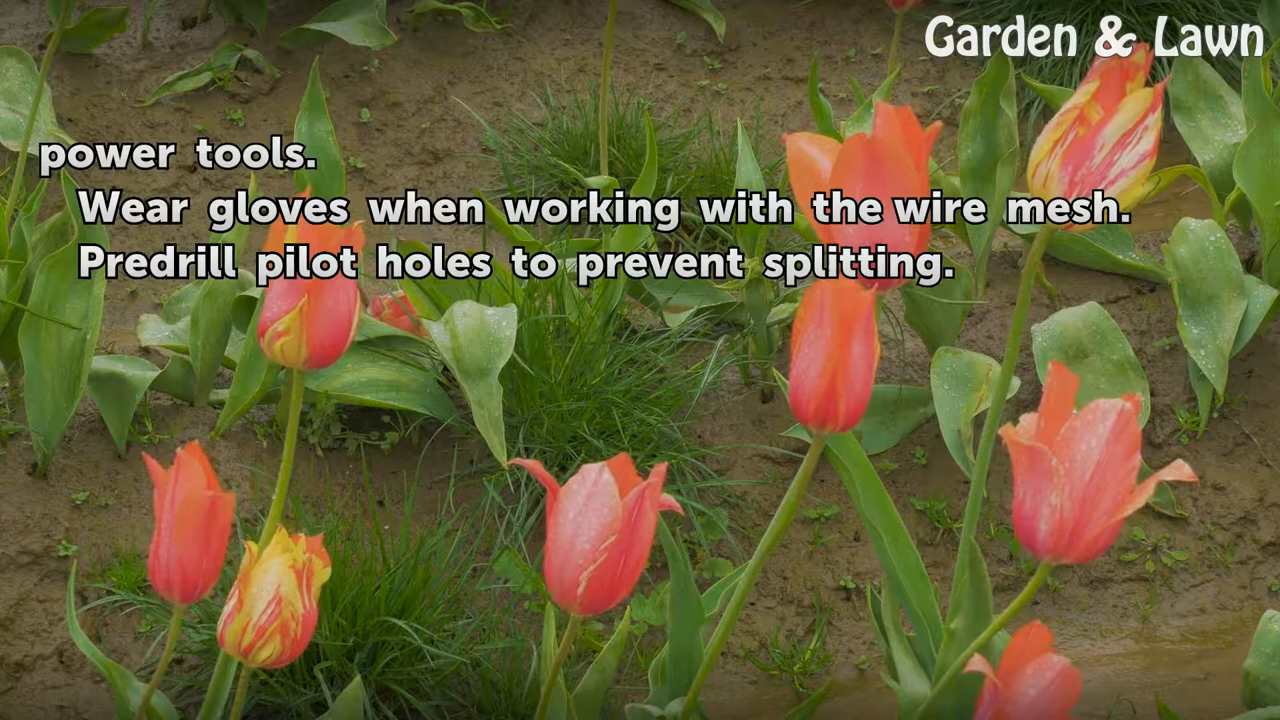 Garden & Lawn
power tools.
Wear gloves when working with the wire mesh.
Predrill pilot holes to prevent splitting.